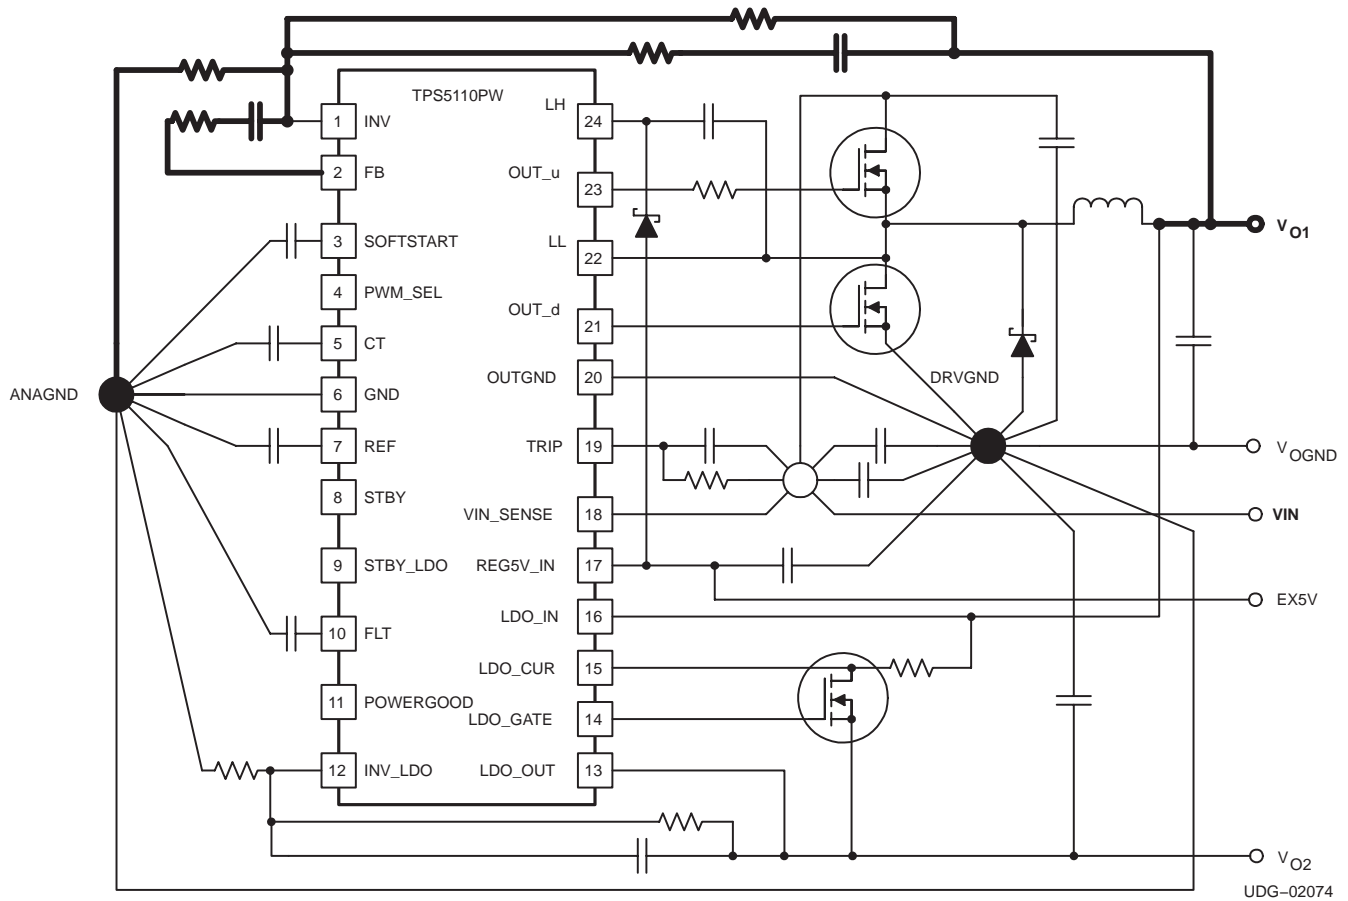 TPS5110PW
1 INV
2 FB
3 SOFTSTART
4 PWM_SEL
5 CT
6 GND
7 REF
8 STBY
9 STBY_LDO
10 FLT
11 POWERGOOD
12 INV_LDO
LH 24
OUT_u 23
LL 22
OUT_d 21
OUTGND 20
TRIP 19
VIN_SENSE 18
REG5V_IN 17
LDO_IN 16
LDO_CUR 15
LDO_GATE 14
LDO_OUT 13
ANAGND
DRVGND
VO1
VOGND
VIN
EX5V
VO2
UDG–02074